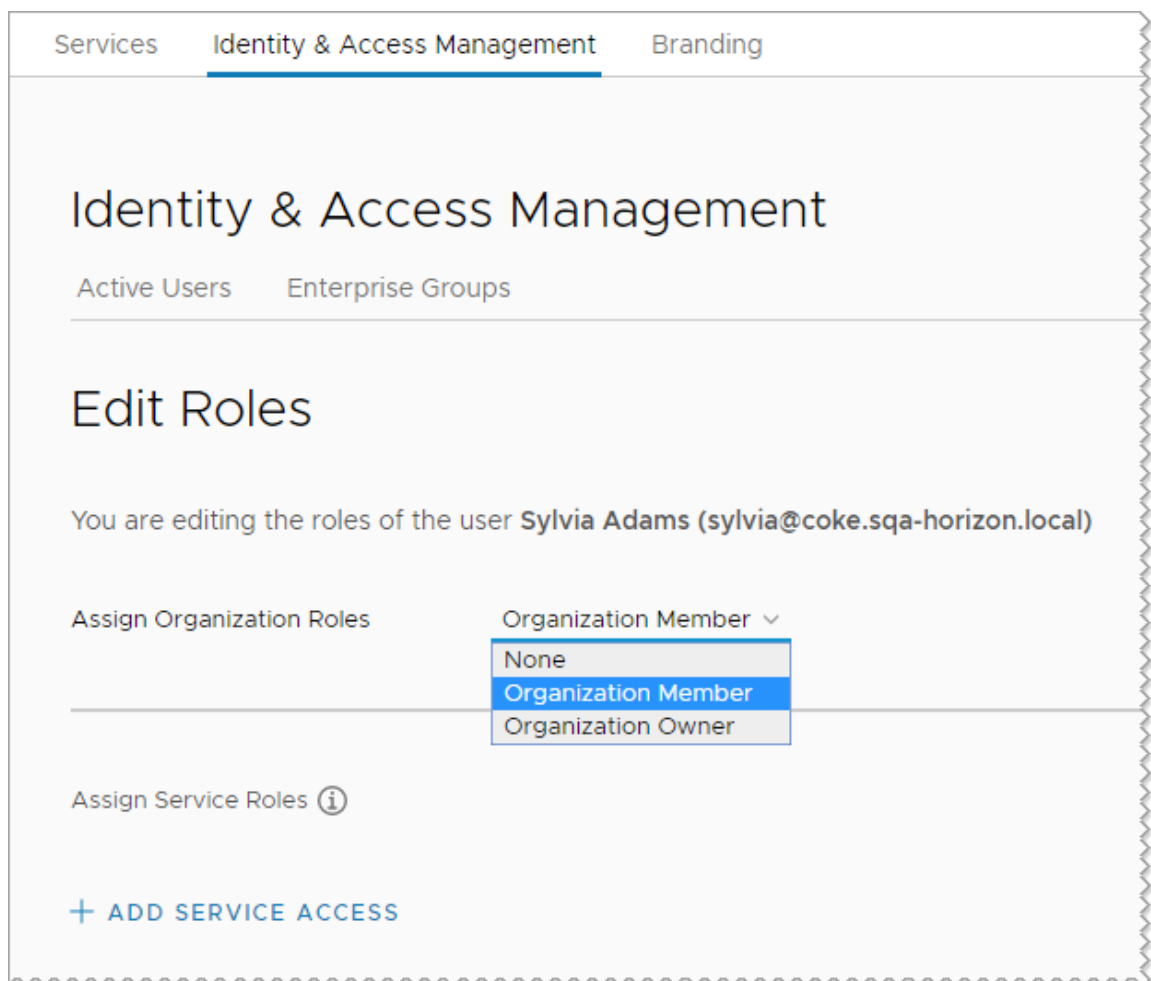 Services Identity & Access Management Branding
Identity & Access Management
Active Users Enterprise Groups
Edit Roles
You are editing the roles of the user Sylvia Adams (sylvia@coke.sqa-horizon.local)
Assign Organization Roles Organization Member
None
Organization Member
Organization Owner
Assign Service Roles
+ ADD SERVICE ACCESS